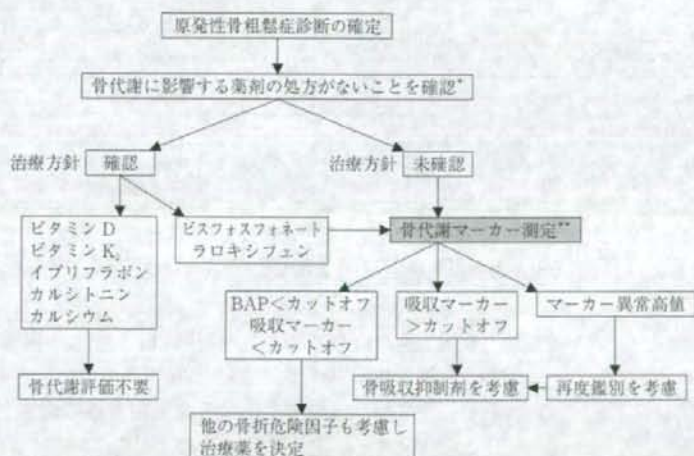 原発性骨粗鬆症診断の確定
骨代謝に影響する薬剤の処方がないことを確認*
治療方針
確認
治療方針
未確認
ビタミン D
ビタミン K₂
イプリフラボン
カルシトニン
カルシウム
ビスフォスフォネート
ラロキシフェン
骨代謝マーカー測定**
BAP<カットオフ
吸収マーカー
<カットオフ
吸収マーカー
>カットオフ
マーカー異常高値
骨代謝評価不要
骨吸収抑制剤を考慮
再度鑑別を考慮
他の骨折危険因子も考慮し
治療薬を決定